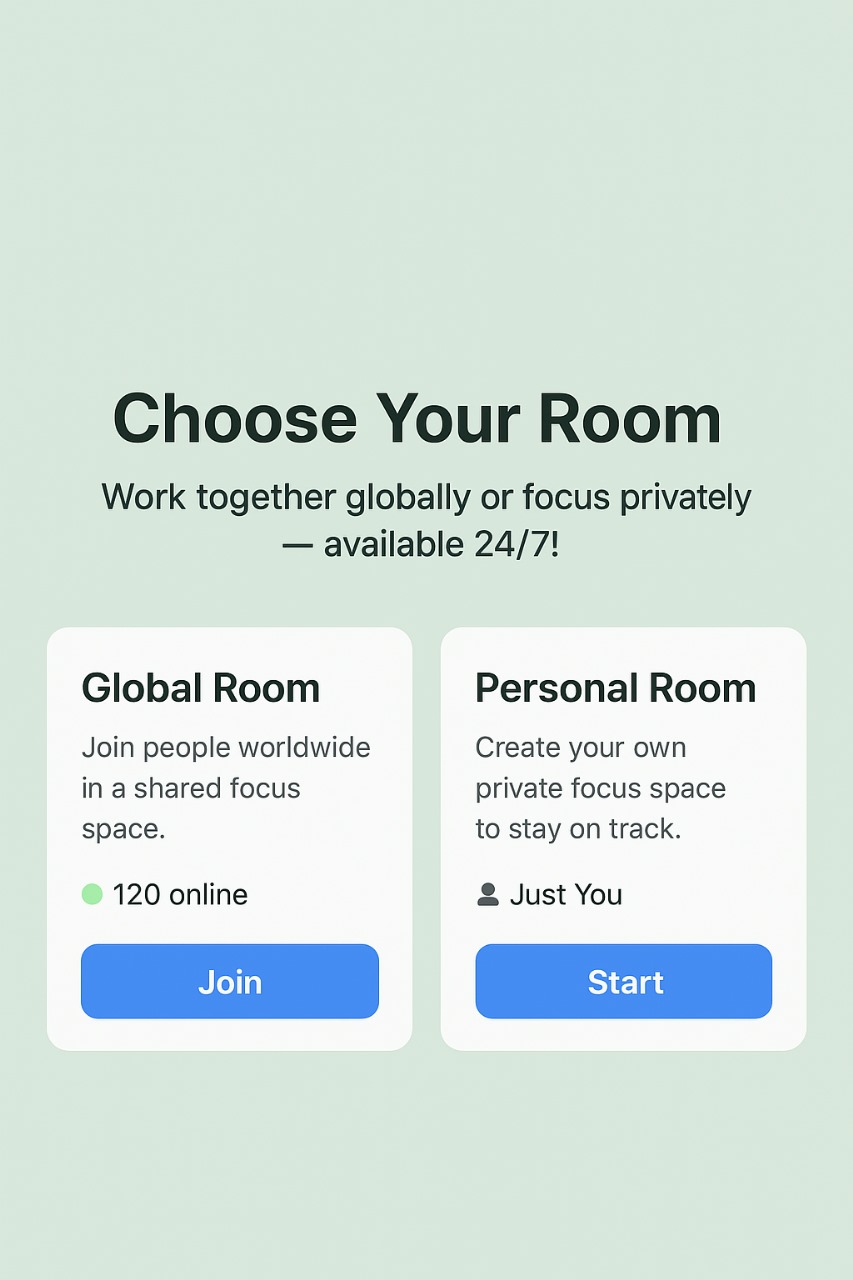 Choose Your Room
Work together globally or focus privately
— available 24/7!
Global Room
Join people worldwide
in a shared focus
space.
120 online
Join
Personal Room
Create your own
private focus space
to stay on track.
Just You
Start